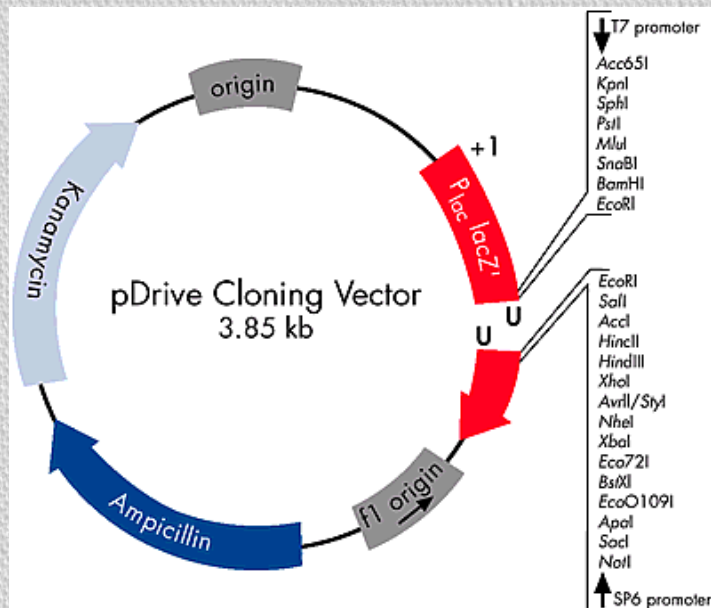 T7 promoter
Acc65I
KpnI
SphI
PstI
MluI
SnaBI
BamHI
EcoRI
origin
+1
Plac lacZ'
Kanamycin
pDrive Cloning Vector
3.85 kb
U
U
EcoRI
SalI
AccI
HincII
HindIII
XhoI
AvrII/StyI
NheI
XbaI
Eco72I
BstXI
EcoO109I
ApaI
SacI
NotI
SP6 promoter
f1 origin
Ampicillin